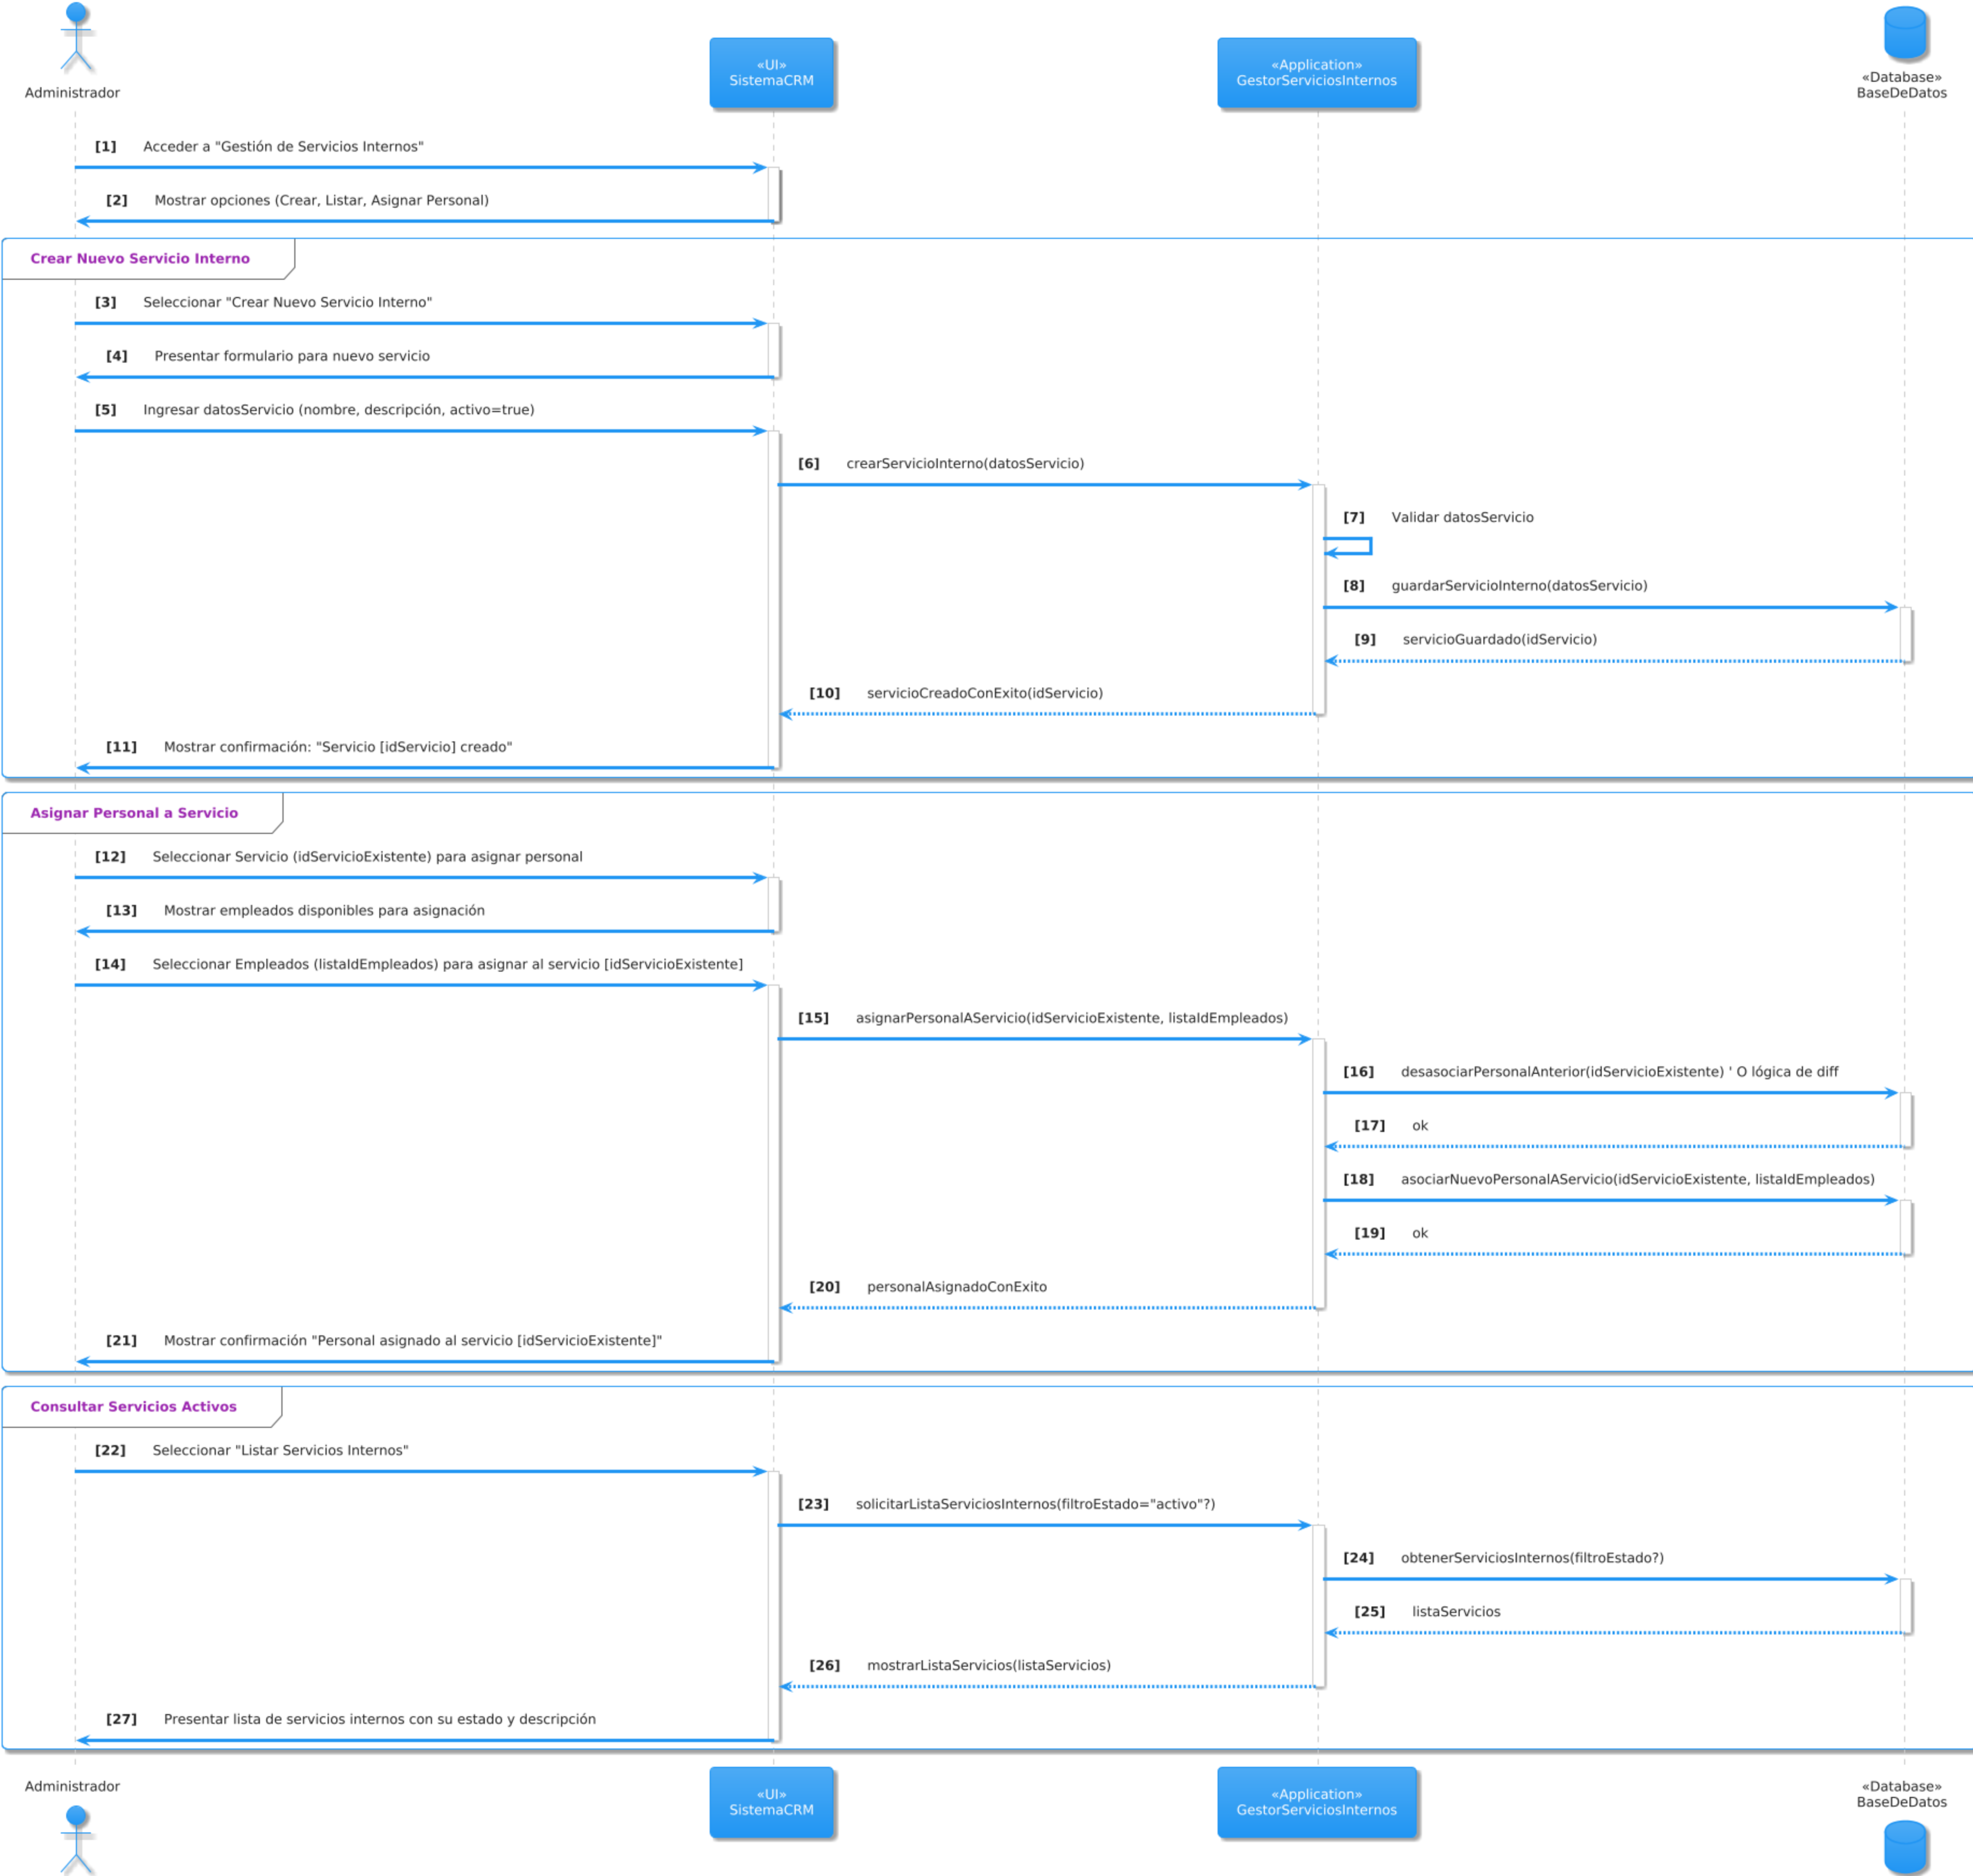 Administrador
«UI»
SistemaCRM
«Application»
GestorServiciosInternos
«Database»
BaseDeDatos
[1] Acceder a "Gestión de Servicios Internos"
[2] Mostrar opciones (Crear, Listar, Asignar Personal)
Crear Nuevo Servicio Interno
[3] Seleccionar "Crear Nuevo Servicio Interno"
[4] Presentar formulario para nuevo servicio
[5] Ingresar datosServicio (nombre, descripción, activo=true)
[6] crearServicioInterno(datosServicio)
[7] Validar datosServicio
[8] guardarServicioInterno(datosServicio)
[9] servicioGuardado(idServicio)
[10] servicioCreadoConExito(idServicio)
[11] Mostrar confirmación: "Servicio [idServicio] creado"
Asignar Personal a Servicio
[12] Seleccionar Servicio (idServicioExistente) para asignar personal
[13] Mostrar empleados disponibles para asignación
[14] Seleccionar Empleados (listaIdEmpleados) para asignar al servicio [idServicioExistente]
[15] asignarPersonalAServicio(idServicioExistente, listaIdEmpleados)
[16] desasociarPersonalAnterior(idServicioExistente) ' O lógica de diff
[17] ok
[18] asociarNuevoPersonalAServicio(idServicioExistente, listaIdEmpleados)
[19] ok
[20] personalAsignadoConExito
[21] Mostrar confirmación "Personal asignado al servicio [idServicioExistente]"
Consultar Servicios Activos
[22] Seleccionar "Listar Servicios Internos"
[23] solicitarListaServiciosInternos(filtroEstado="activo"?)
[24] obtenerServiciosInternos(filtroEstado?)
[25] listaServicios
[26] mostrarListaServicios(listaServicios)
[27] Presentar lista de servicios internos con su estado y descripción
Administrador
«UI»
SistemaCRM
«Application»
GestorServiciosInternos
«Database»
BaseDeDatos